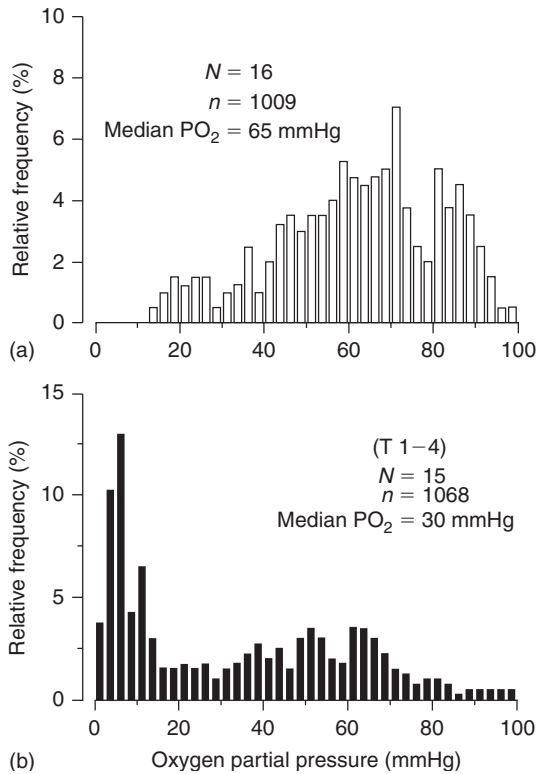 10
8
6
4
2
0
Relative frequency (%)
N = 16
n = 1009
Median PO₂ = 65 mmHg
(a)
0 20 40 60 80 100
15
10
5
0
Relative frequency (%)
(T 1–4)
N = 15
n = 1068
Median PO₂ = 30 mmHg
0 20 40 60 80 100
(b)
Oxygen partial pressure (mmHg)